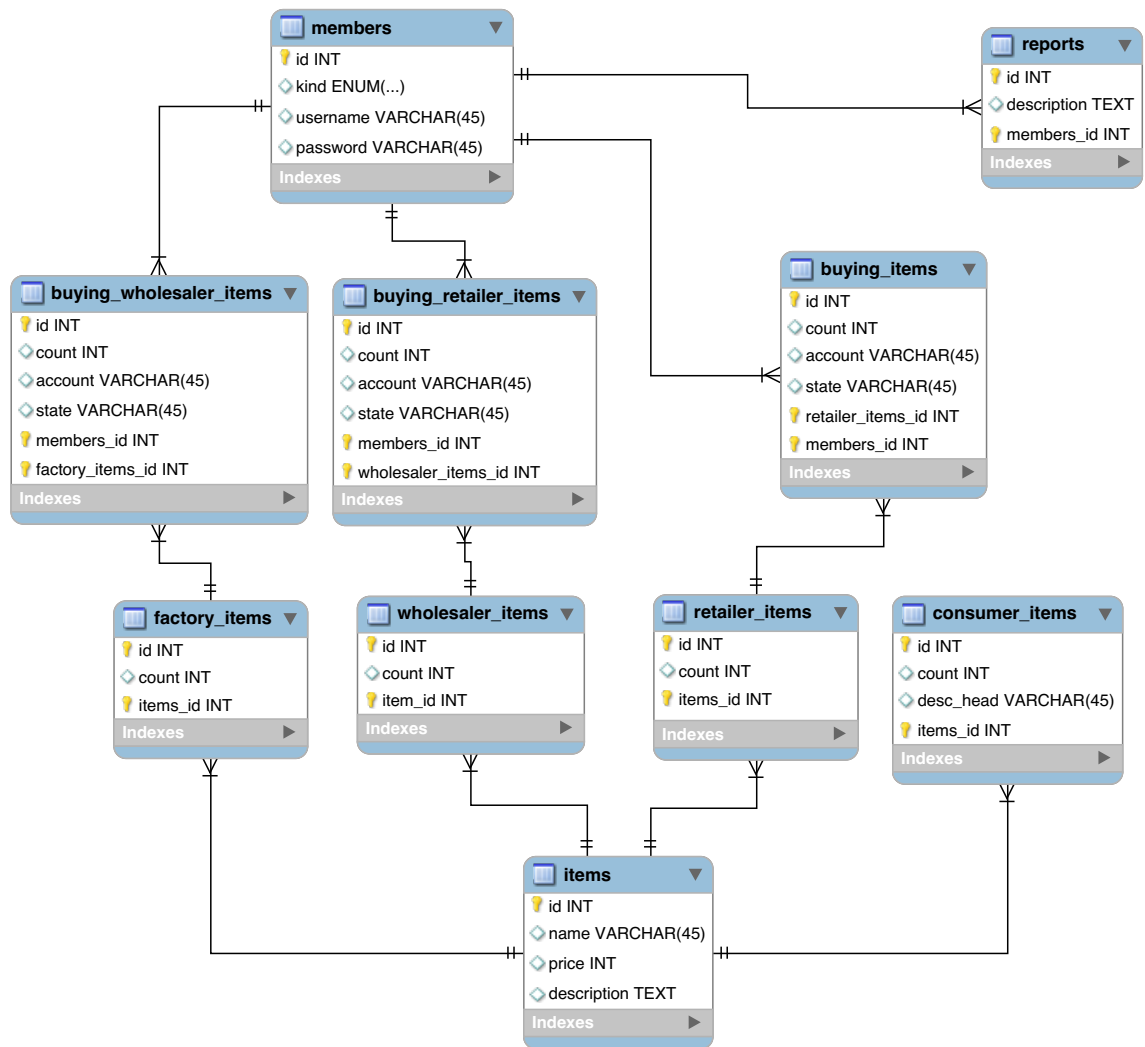 members
id INT
kind ENUM(...)
username VARCHAR(45)
password VARCHAR(45)
Indexes
reports
id INT
description TEXT
members_id INT
Indexes
buying_wholesaler_items
id INT
count INT
account VARCHAR(45)
state VARCHAR(45)
members_id INT
factory_items_id INT
Indexes
buying_retailer_items
id INT
count INT
account VARCHAR(45)
state VARCHAR(45)
members_id INT
wholesaler_items_id INT
Indexes
buying_items
id INT
count INT
account VARCHAR(45)
state VARCHAR(45)
retailer_items_id INT
members_id INT
Indexes
factory_items
id INT
count INT
items_id INT
Indexes
wholesaler_items
id INT
count INT
item_id INT
Indexes
retailer_items
id INT
count INT
items_id INT
Indexes
consumer_items
id INT
count INT
desc_head VARCHAR(45)
items_id INT
Indexes
items
id INT
name VARCHAR(45)
price INT
description TEXT
Indexes